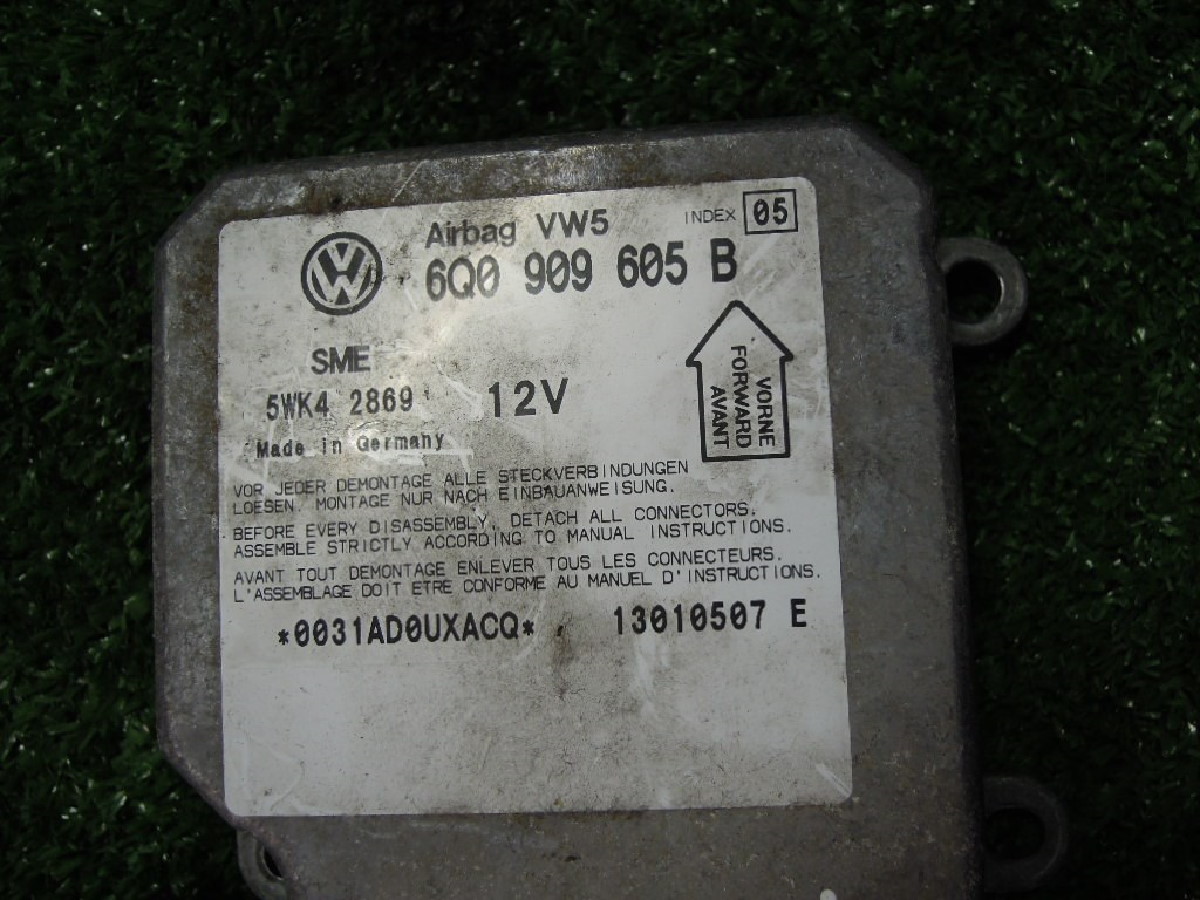 Airbag VW5 INDEX 05
6Q0 909 605 B
SME
5WK4 2869 12V
Made in Germany
VORNE
FORWARD
AVANT
VOR JEDER DEMONTAGE ALLE STECKVERBINDUNGEN
LOESEN. MONTAGE NUR NACH EINBAUANWEISUNG.
BEFORE EVERY DISASSEMBLY, DETACH ALL CONNECTORS,
ASSEMBLE STRICTLY ACCORDING TO MANUAL INSTRUCTIONS.
AVANT TOUT DEMONTAGE ENLEVER TOUS LES CONNECTEURS.
L'ASSEMBLAGE DOIT ETRE CONFORME AU MANUEL D'INSTRUCTIONS.
*0031AD0UXACQ* 13010507 E